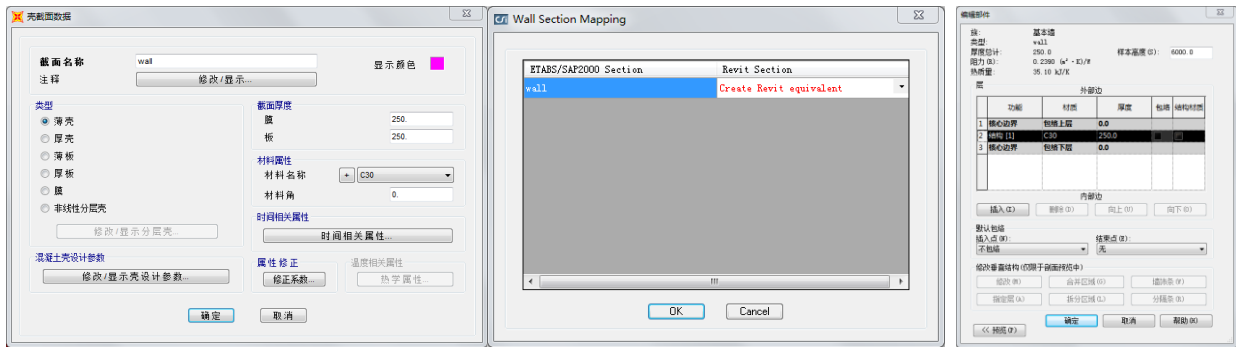 壳截面数据
截面名称 wall 显示颜色
注释 修改/显示...
类型
薄壳
厚壳
薄板
厚板
膜
非线性分层壳
修改/显示分层壳...
混凝土壳设计参数
修改/显示壳设计参数...
截面厚度
膜 250.
板 250.
材料属性
材料名称 + C30
材料角 0.
时间相关属性
时间相关属性...
属性修正
修正系数...
温度相关属性
热学属性...
确定 取消
Wall Section Mapping
ETABS/SAP2000 Section Revit Section
wall Create Revit equivalent
OK Cancel
编辑部件
族: 基本墙
类型: wall
厚度总计: 250.0 样本高度(S): 6000.0
阻力(R): 0.2390 (m²·K)/W
热质量: 35.10 kJ/K
层
外部边
功能 材质 厚度 包络 结构材质
1 核心边界 包络上层 0.0
2 结构 [1] C30 250.0
3 核心边界 包络下层 0.0
内部边
插入(I) 删除(D) 向上(U) 向下(O)
默认包络
插入点(N): 结束点(E):
不包络 无
修改垂直结构(仅限于剖面预览中)
修改(M) 合并区域(G) 墙饰条(W)
指定层(A) 拆分区域(L) 分隔条(R)
确定 取消 帮助(H)
<< 预览(P)